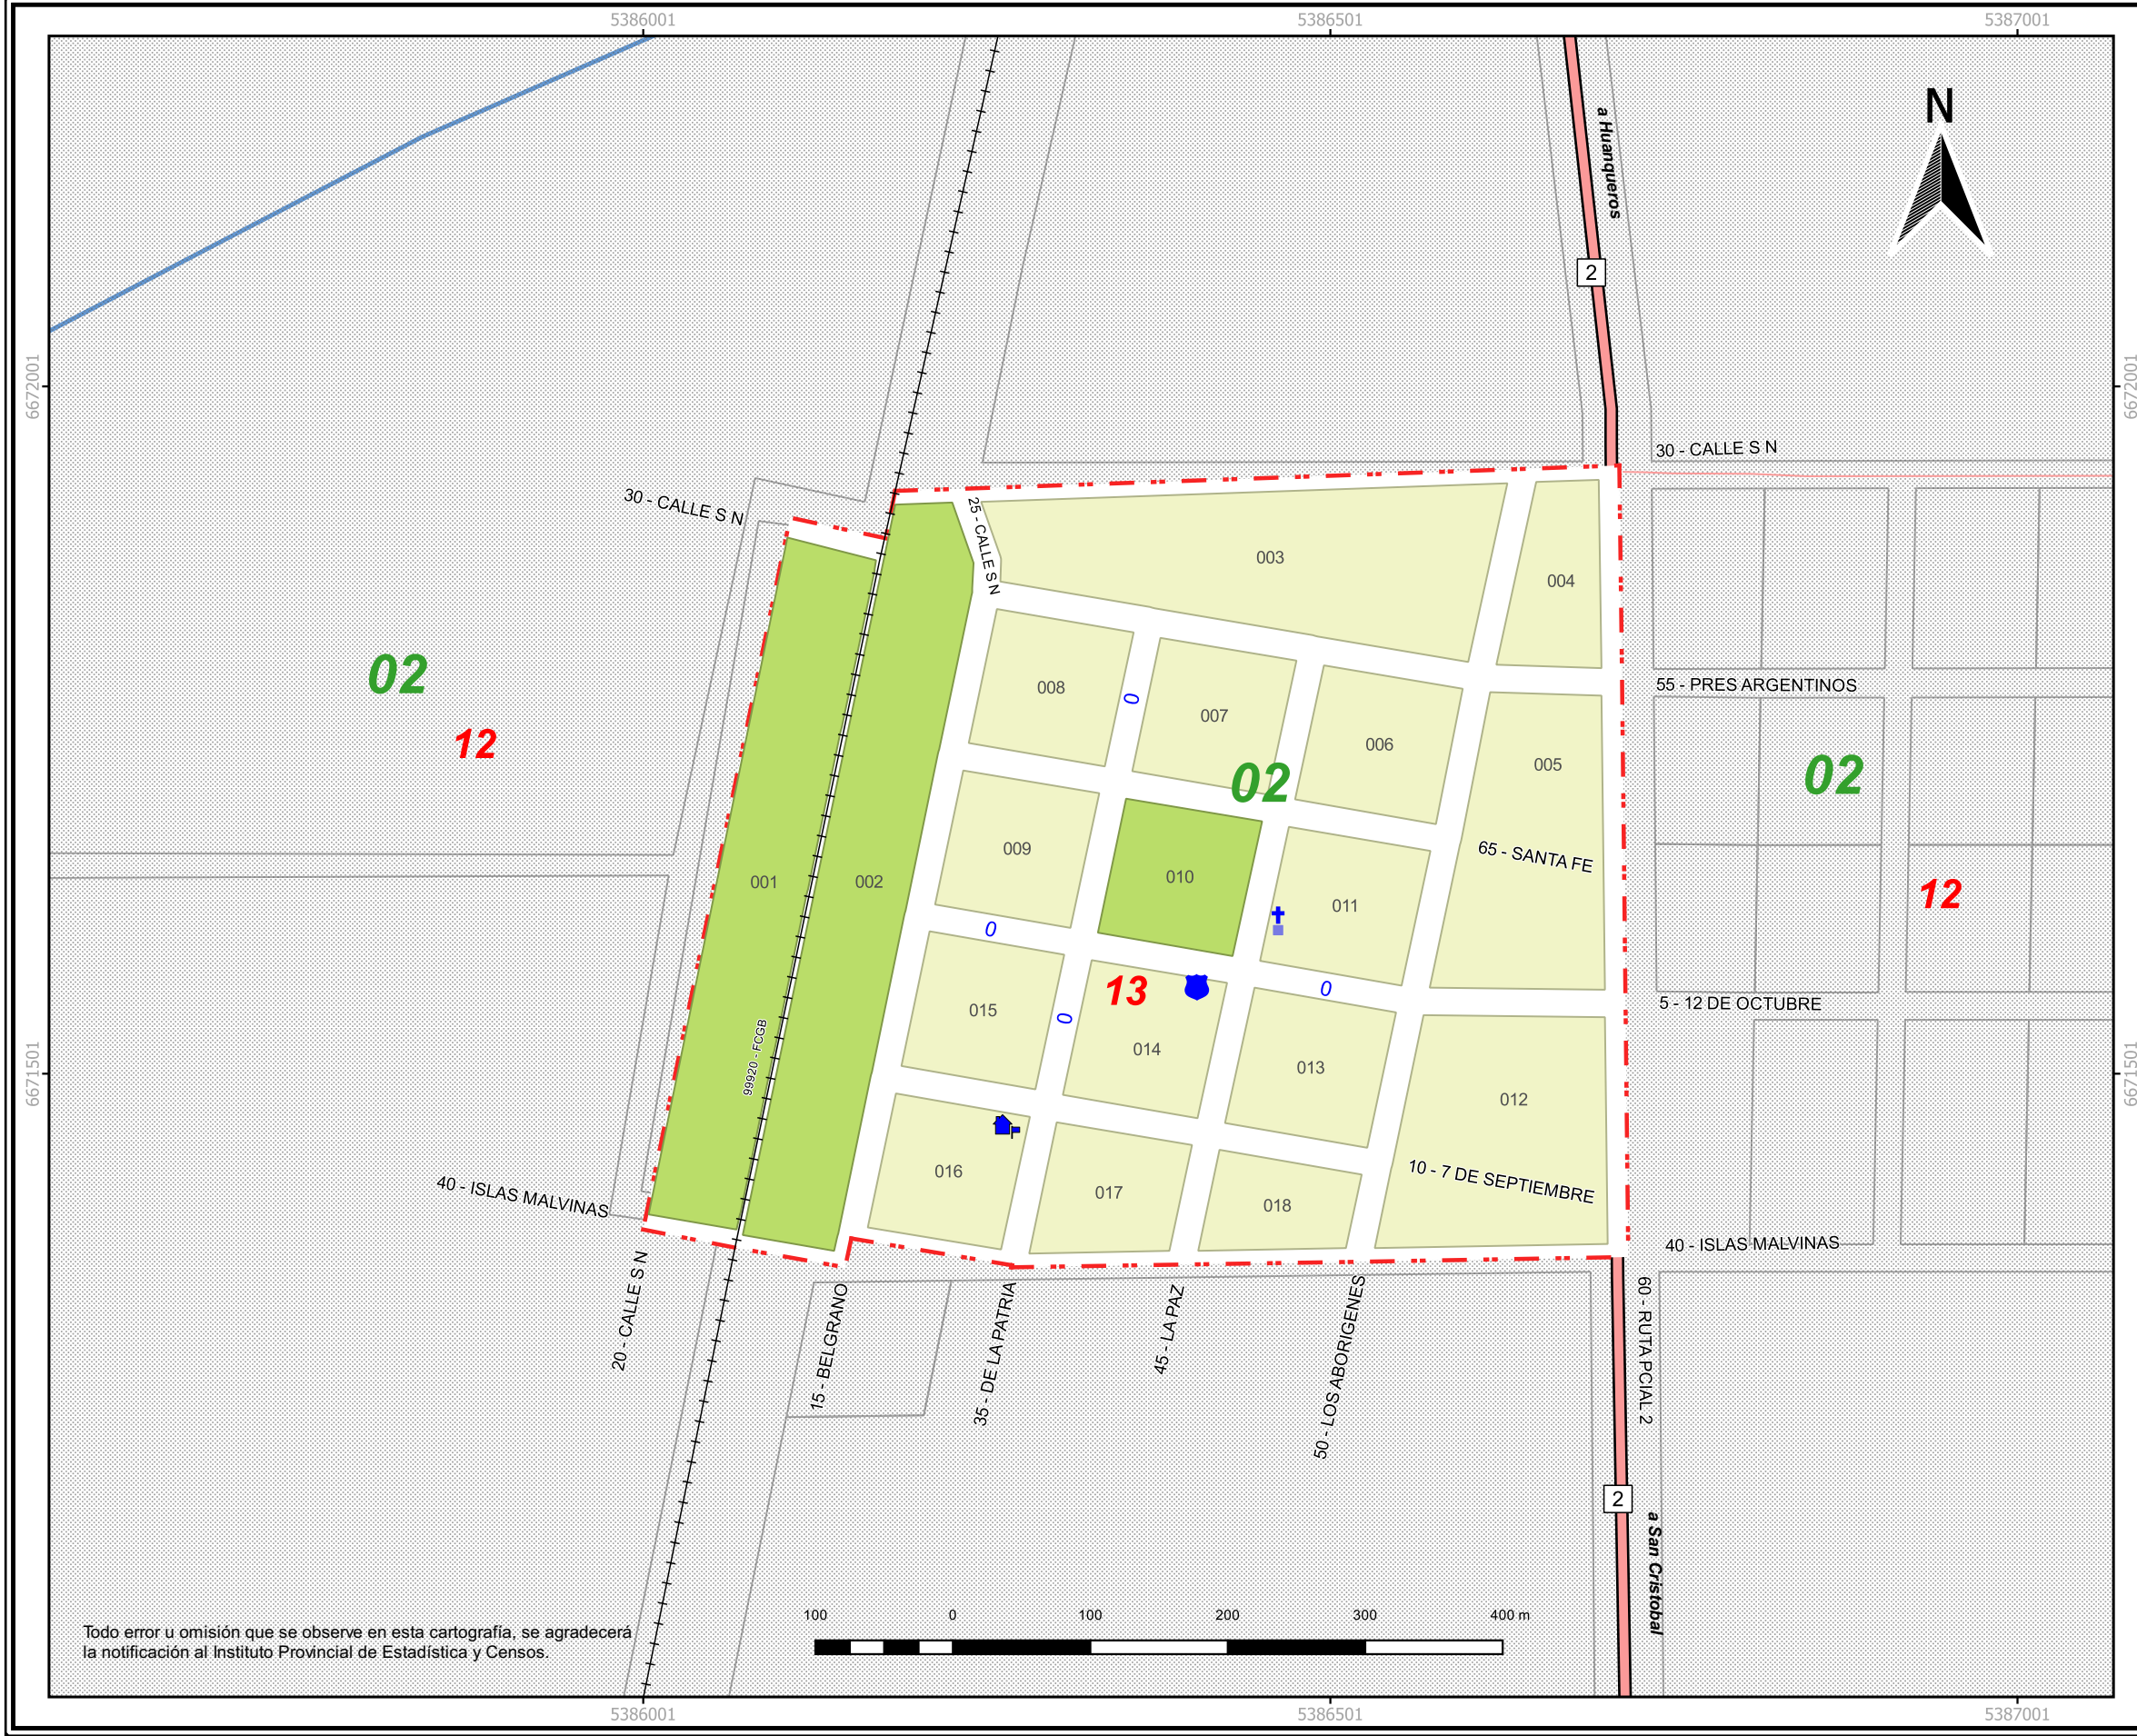 5386001
5386501
5387001
N
a Huanqueros
2
6672001
6672001
30 - CALLE S N
30 - CALLE S N
25 - CALLE S N
003
004
02
12
008
0
007
006
005
55 - PRES ARGENTINOS
02
02
009
010
65 - SANTA FE
011
12
001
002
0
13
0
5 - 12 DE OCTUBRE
015
0
014
013
012
6671501
6671501
99920 - FCGB
016
017
018
10 - 7 DE SEPTIEMBRE
40 - ISLAS MALVINAS
40 - ISLAS MALVINAS
20 - CALLE S N
15 - BELGRANO
35 - DE LA PATRIA
45 - LA PAZ
50 - LOS ABORIGENES
60 - RUTA PCIAL 2
2
a San Cristobal
100
0
100
200
300
400 m
Todo error u omisión que se observe en esta cartografía, se agradecerá
la notificación al Instituto Provincial de Estadística y Censos.
5386001
5386501
5387001